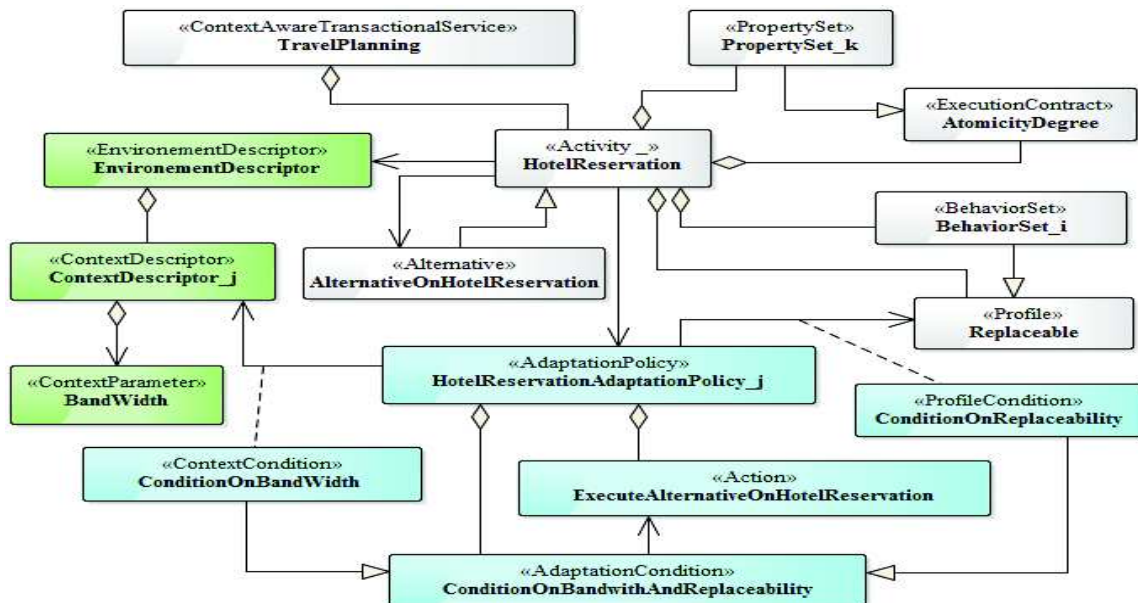 «ContextAwareTransactionalService»
TravelPlanning
«PropertySet»
PropertySet_k
«ExecutionContract»
AtomicityDegree
«EnvironementDescriptor»
EnvironementDescriptor
«Activity _»
HotelReservation
«BehaviorSet»
BehaviorSet_i
«ContextDescriptor»
ContextDescriptor_j
«Alternative»
AlternativeOnHotelReservation
«Profile»
Replaceable
«AdaptationPolicy»
HotelReservationAdaptationPolicy_j
«ContextParameter»
BandWidth
«ProfileCondition»
ConditionOnReplaceability
«ContextCondition»
ConditionOnBandWidth
«Action»
ExecuteAlternativeOnHotelReservation
«AdaptationCondition»
ConditionOnBandwithAndReplaceability